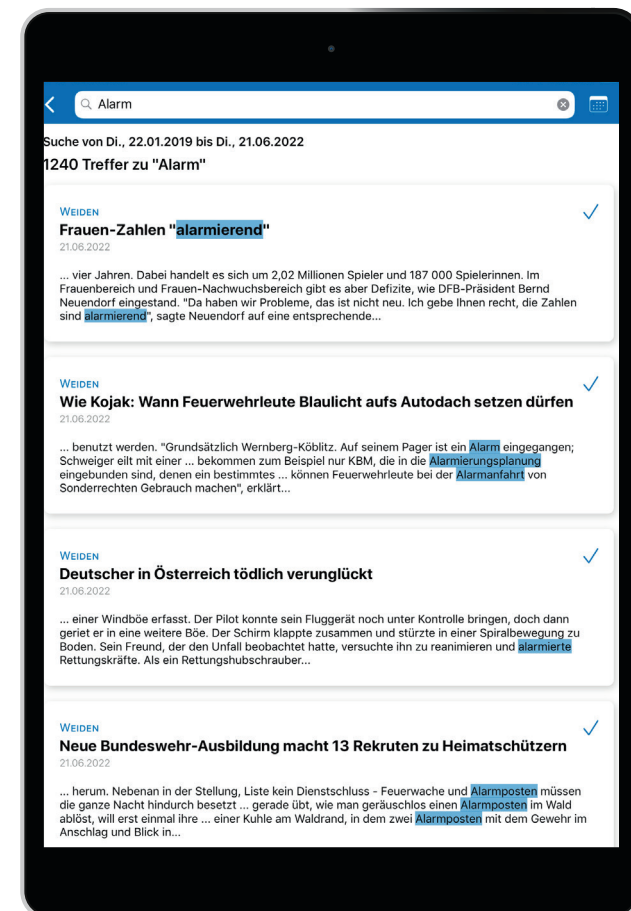 Alarm
Suche von Di., 22.01.2019 bis Di., 21.06.2022
1240 Treffer zu "Alarm"
WEIDEN
Frauen-Zahlen "alarmierend"
21.06.2022
... vier Jahren. Dabei handelt es sich um 2,02 Millionen Spieler und 187 000 Spielerinnen. Im
Frauenbereich und Frauen-Nachwuchsbereich gibt es aber Defizite, wie DFB-Präsident Bernd
Neuendorf eingestand. "Da haben wir Probleme, das ist nicht neu. Ich gebe Ihnen recht, die Zahlen
sind alarmierend", sagte Neuendorf auf eine entsprechende...
WEIDEN
Wie Kojak: Wann Feuerwehrleute Blaulicht aufs Autodach setzen dürfen
21.06.2022
... benutzt werden. "Grundsätzlich Wernberg-Köblitz. Auf seinem Pager ist ein Alarm eingegangen;
Schweiger eilt mit einer ... bekommen zum Beispiel nur KBM, die in die Alarmierungsplanung
eingebunden sind, denen ein bestimmtes ... können Feuerwehrleute bei der Alarmanfahrt von
Sonderrechten Gebrauch machen", erklärt...
WEIDEN
Deutscher in Österreich tödlich verunglückt
21.06.2022
... einer Windböe erfasst. Der Pilot konnte sein Fluggerät noch unter Kontrolle bringen, doch dann
geriet er in eine weitere Böe. Der Schirm klappte zusammen und stürzte in einer Spiralbewegung zu
Boden. Sein Freund, der den Unfall beobachtet hatte, versuchte ihn zu reanimieren und alarmierte
Rettungskräfte. Als ein Rettungshubschrauber...
WEIDEN
Neue Bundeswehr-Ausbildung macht 13 Rekruten zu Heimatschützern
21.06.2022
... herum. Nebenan in der Stellung, Liste kein Dienstschluss - Feuerwache und Alarmposten müssen
die ganze Nacht hindurch besetzt ... gerade übt, wie man geräuschlos einen Alarmposten im Wald
ablöst, will erst einmal ihre ... einer Kuhle am Waldrand, in dem zwei Alarmposten mit dem Gewehr im
Anschlag und Blick in...